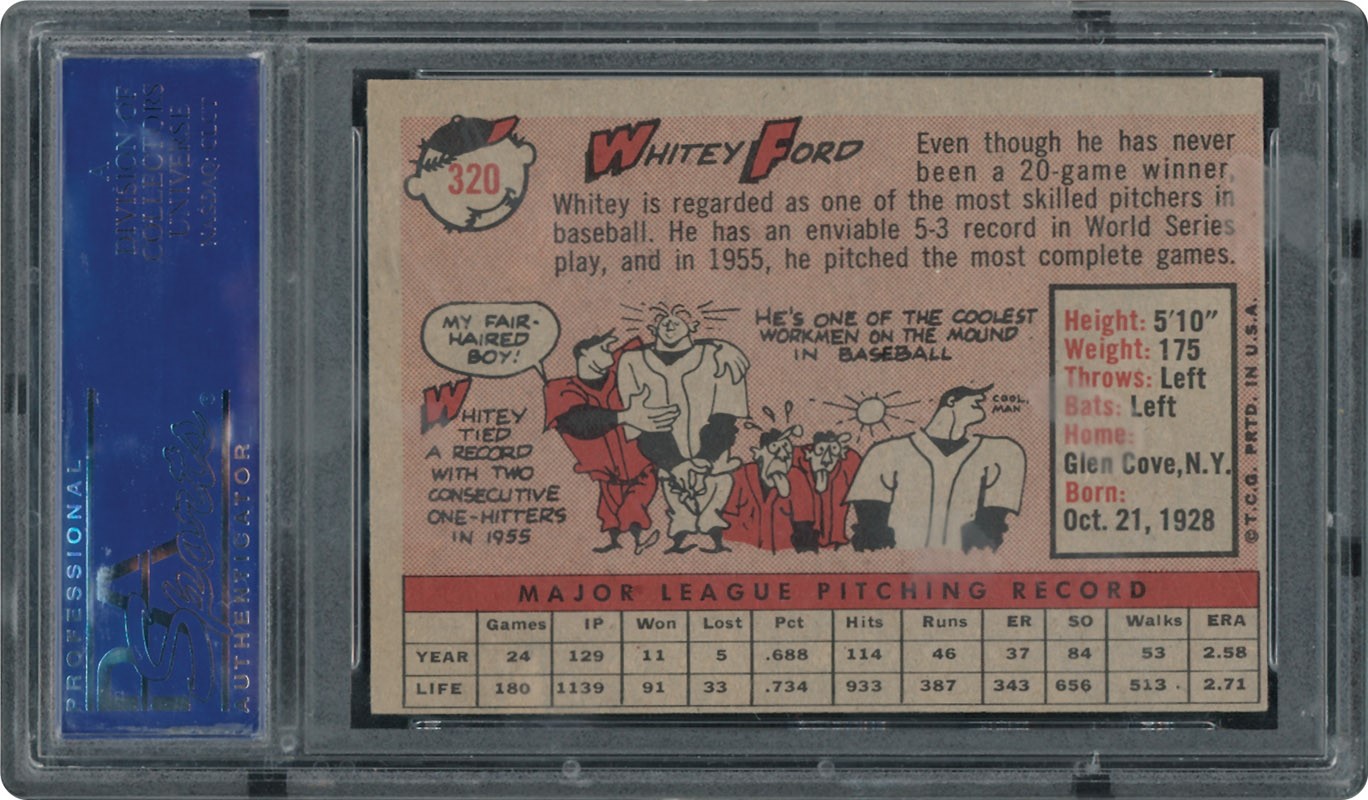 DIVISION OF
COLLECTORS
UNIVERSE
NASDAQ: CLCT
PROFESSIONAL
PSA
Sports®
AUTHENTICATOR
320
WHITEY FORD
Even though he has never
been a 20-game winner,
Whitey is regarded as one of the most skilled pitchers in
baseball. He has an enviable 5-3 record in World Series
play, and in 1955, he pitched the most complete games.
MY FAIR-
HAIRED
BOY!
WHITEY
TIED
A RECORD
WITH TWO
CONSECUTIVE
ONE-HITTERS
IN 1955
HE'S ONE OF THE COOLEST
WORKMEN ON THE MOUND
IN BASEBALL
COOL,
MAN
Height: 5'10"
Weight: 175
Throws: Left
Bats: Left
Home:
Glen Cove, N.Y.
Born:
Oct. 21, 1928
© T.C.G. PRTD. IN U.S.A.
MAJOR LEAGUE PITCHING RECORD
Games IP Won Lost Pct Hits Runs ER SO Walks ERA
YEAR 24 129 11 5 .688 114 46 37 84 53 2.58
LIFE 180 1139 91 33 .734 933 387 343 656 513 2.71